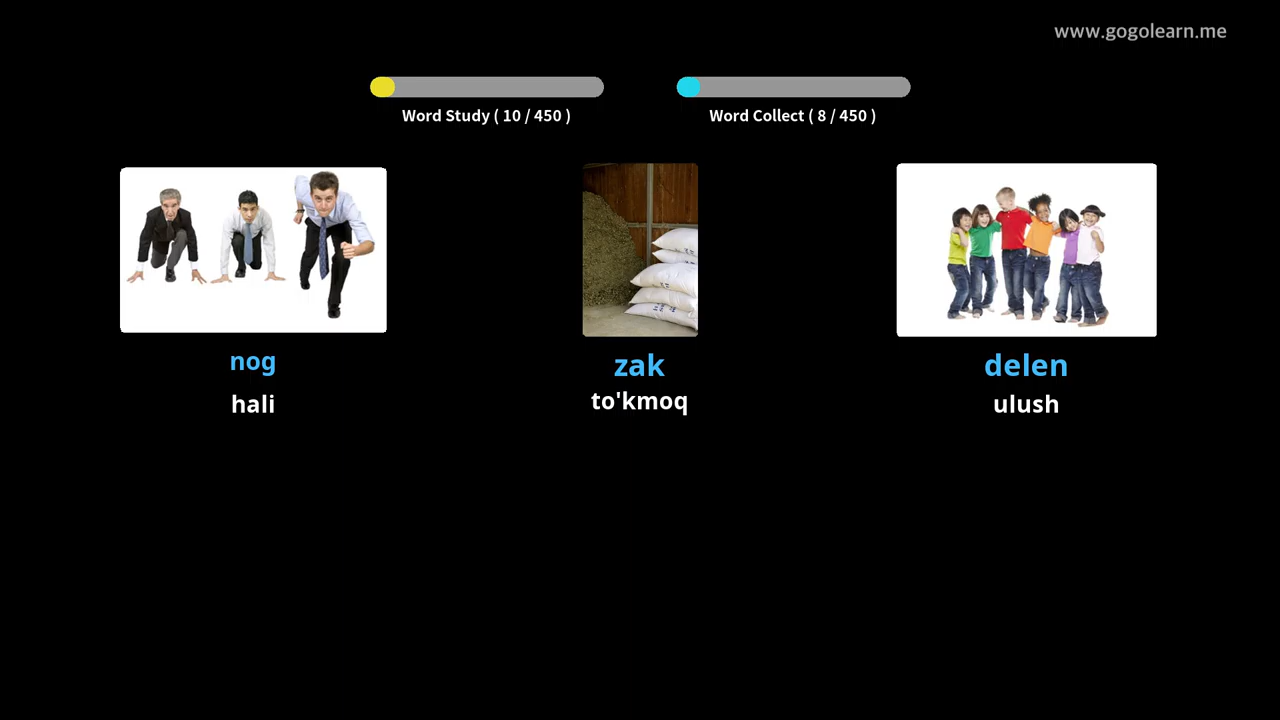 www.gogolearn.me
Word Study ( 10 / 450 )
Word Collect ( 8 / 450 )
nog
zak
delen
hali
to'kmoq
ulush